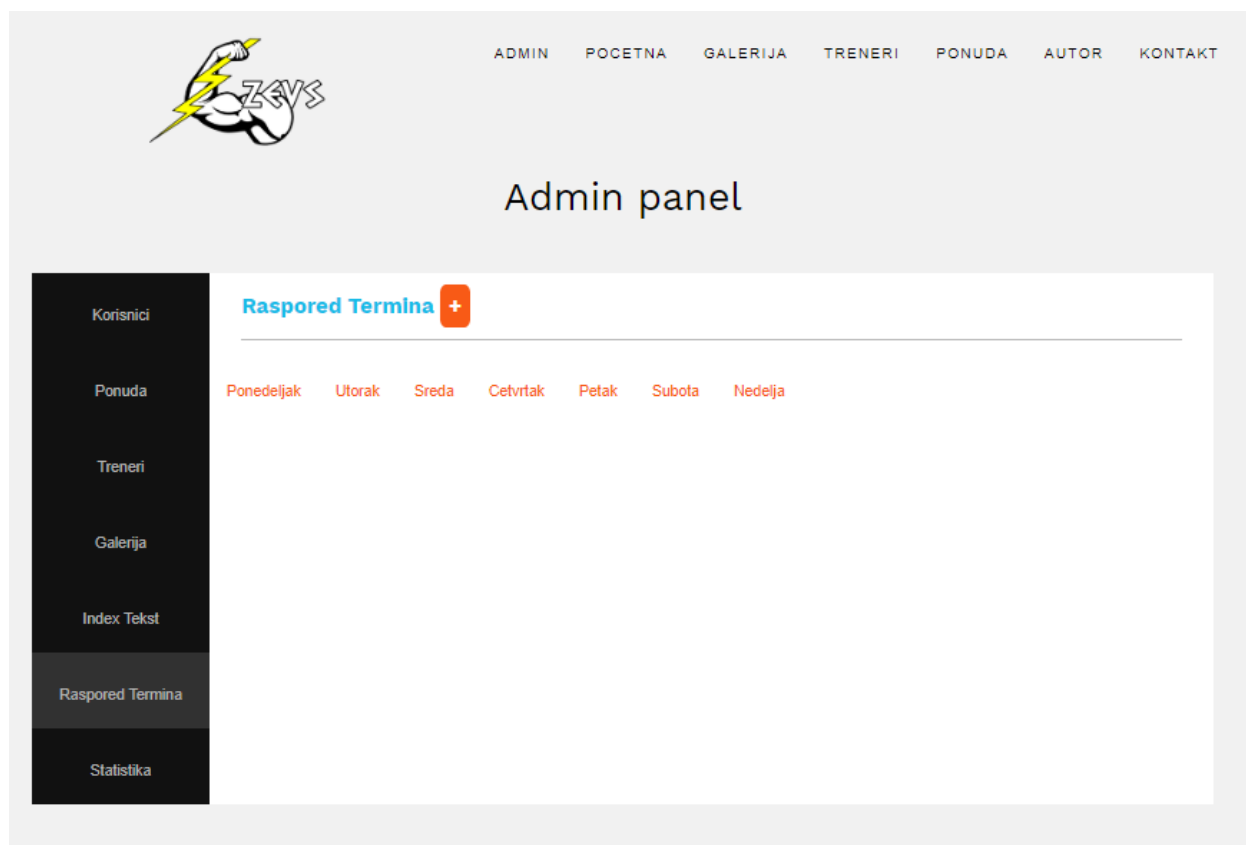 ZEVS
ADMIN POCETNA GALERIJA TRENERI PONUDA AUTOR KONTAKT
Admin panel
Korisnici
Ponuda
Treneri
Galerija
Index Tekst
Raspored Termina
Statistika
Raspored Termina +
Ponedeljak Utorak Sreda Cetvrtak Petak Subota Nedelja